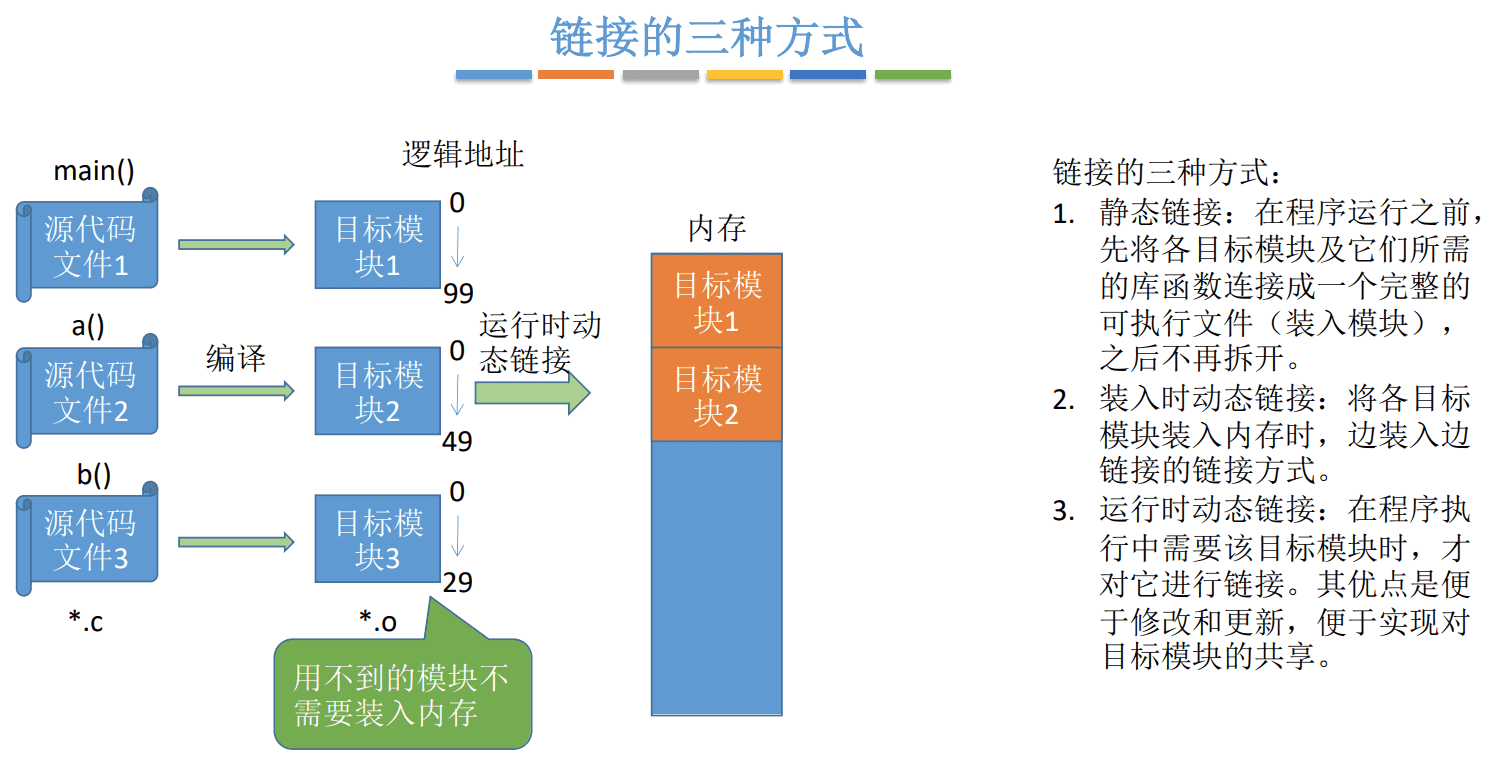 链接的三种方式
逻辑地址
main()
源代码
文件1
目标模
块1
0
99
a()
源代码
文件2
编译
目标模
块2
0
49
运行时动
态链接
b()
源代码
文件3
目标模
块3
0
29
*.c
*.o
用不到的模块不
需要装入内存
内存
目标模
块1
目标模
块2
链接的三种方式：
1. 静态链接：在程序运行之前，
先将各目标模块及它们所需
的库函数连接成一个完整的
可执行文件（装入模块），
之后不再拆开。
2. 装入时动态链接：将各目标
模块装入内存时，边装入边
链接的链接方式。
3. 运行时动态链接：在程序执
行中需要该目标模块时，才
对它进行链接。其优点是便
于修改和更新，便于实现对
目标模块的共享。